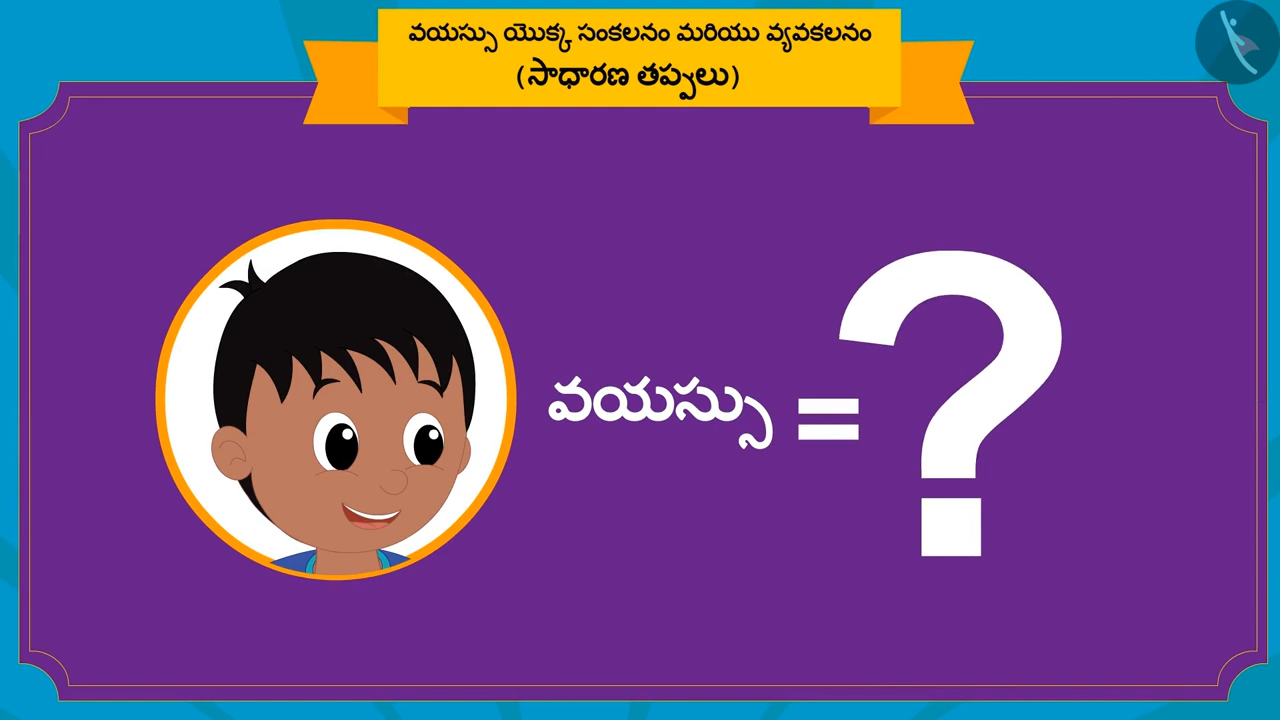 వయస్సు యొక్క సంకలనం మరియు వ్యవకలనం
(సాధారణ తప్పులు)
వయస్సు = ?